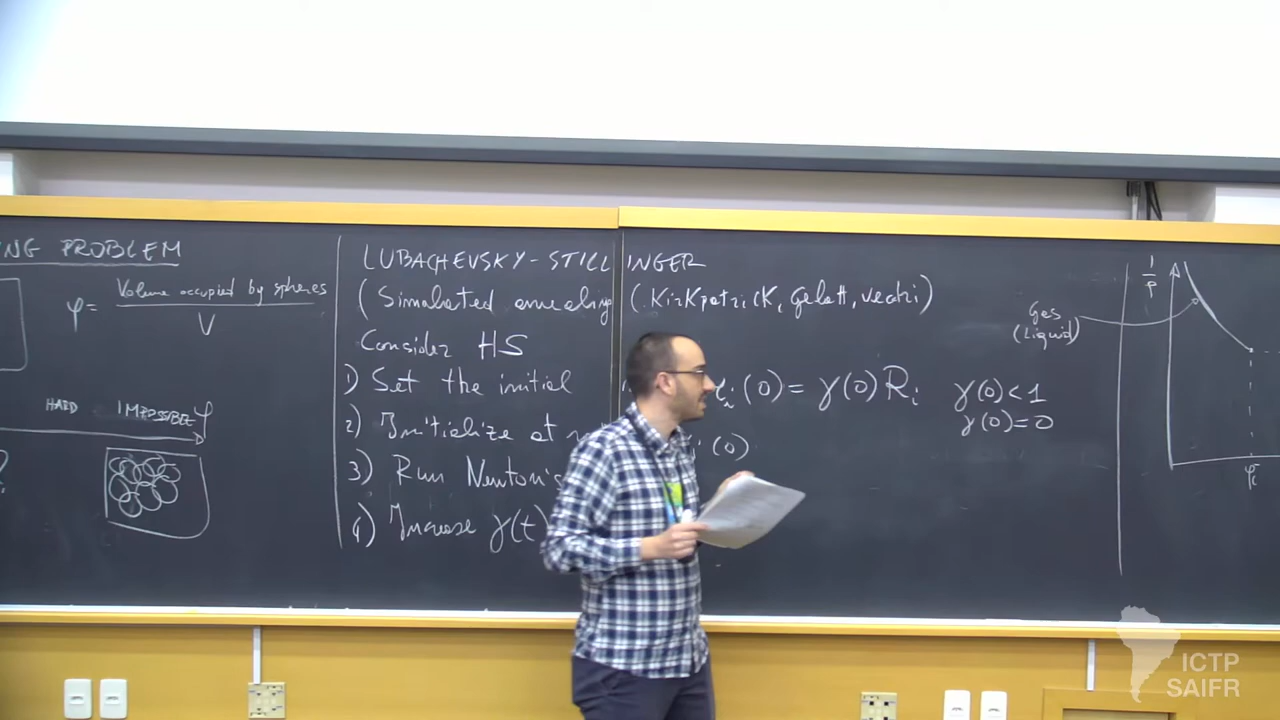 NG PROBLEM
φ = Volume occupied by spheres / V
HARD IMPOSSIBLE φ
?
LUBACHEVSKY-STILLINGER
(Simulated annealing (Kirkpatrick, Gelatt, Vecchi)
Consider HS
1) Set the initial
(0) = γ(0) Ri γ(0) < 1
γ(0) = 0
2) Initialize at
(0)
3) Run Newton's
4) Increase γ(t)
Gas
(Liquid)
1/P
ICTP
SAIFR